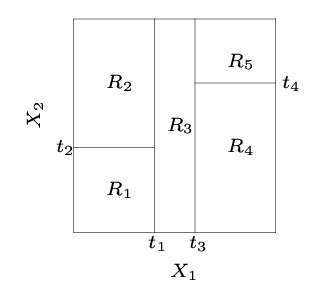 R₅
R₂
t₄
X₂
R₃
t₂
R₄
R₁
t₁
t₃
X₁